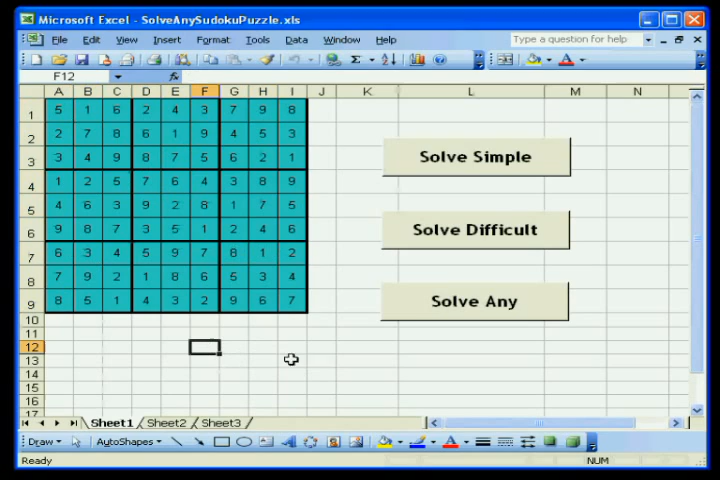 Microsoft Excel - SolveAnySudokuPuzzle.xls
File Edit View Insert Format Tools Data Window Help Type a question for help
F12 fx
A B C D E F G H I J K L M N
1 5 1 6 2 4 3 7 9 8
2 2 7 8 6 1 9 4 5 3
3 3 4 9 8 7 5 6 2 1
Solve Simple
4 1 2 5 7 6 4 3 8 9
5 4 6 3 9 2 8 1 7 5
6 9 8 7 3 5 1 2 4 6
Solve Difficult
7 6 3 4 5 9 7 8 1 2
8 7 9 2 1 8 6 5 3 4
9 8 5 1 4 3 2 9 6 7
Solve Any
10
11
12
13
14
15
16
17
Sheet1 Sheet2 Sheet3
Draw AutoShapes
Ready NUM